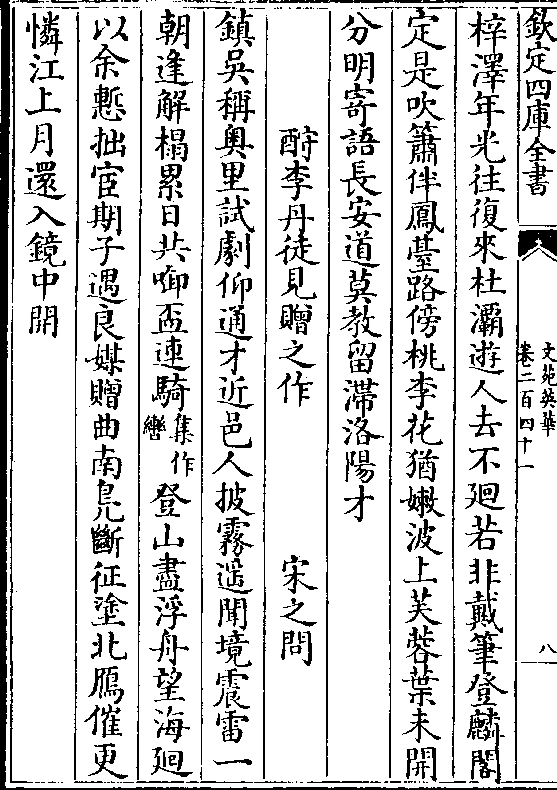 欽定四庫全書
文苑英華
卷二百四十一
八
梓澤年光往復來杜灞遊人去不廻若非載筆登麟閣
定是吹簫伴鳳臺路傍桃李花猶嫩波上芙蓉葉未開
分明寄語長安道莫教留滯洛陽才
酧李丹徒見贈之作
宋之問
鎮吳稱奥里試劇仰通才近邑人披霧遥聞境震雷一
朝逢解榻累日共啣盃連騎集作轡登山盡浮舟望海廻
以余慙拙宦期子遇良媒贈曲南鳧斷征塗北鴈催更
憐江上月還入鏡中開